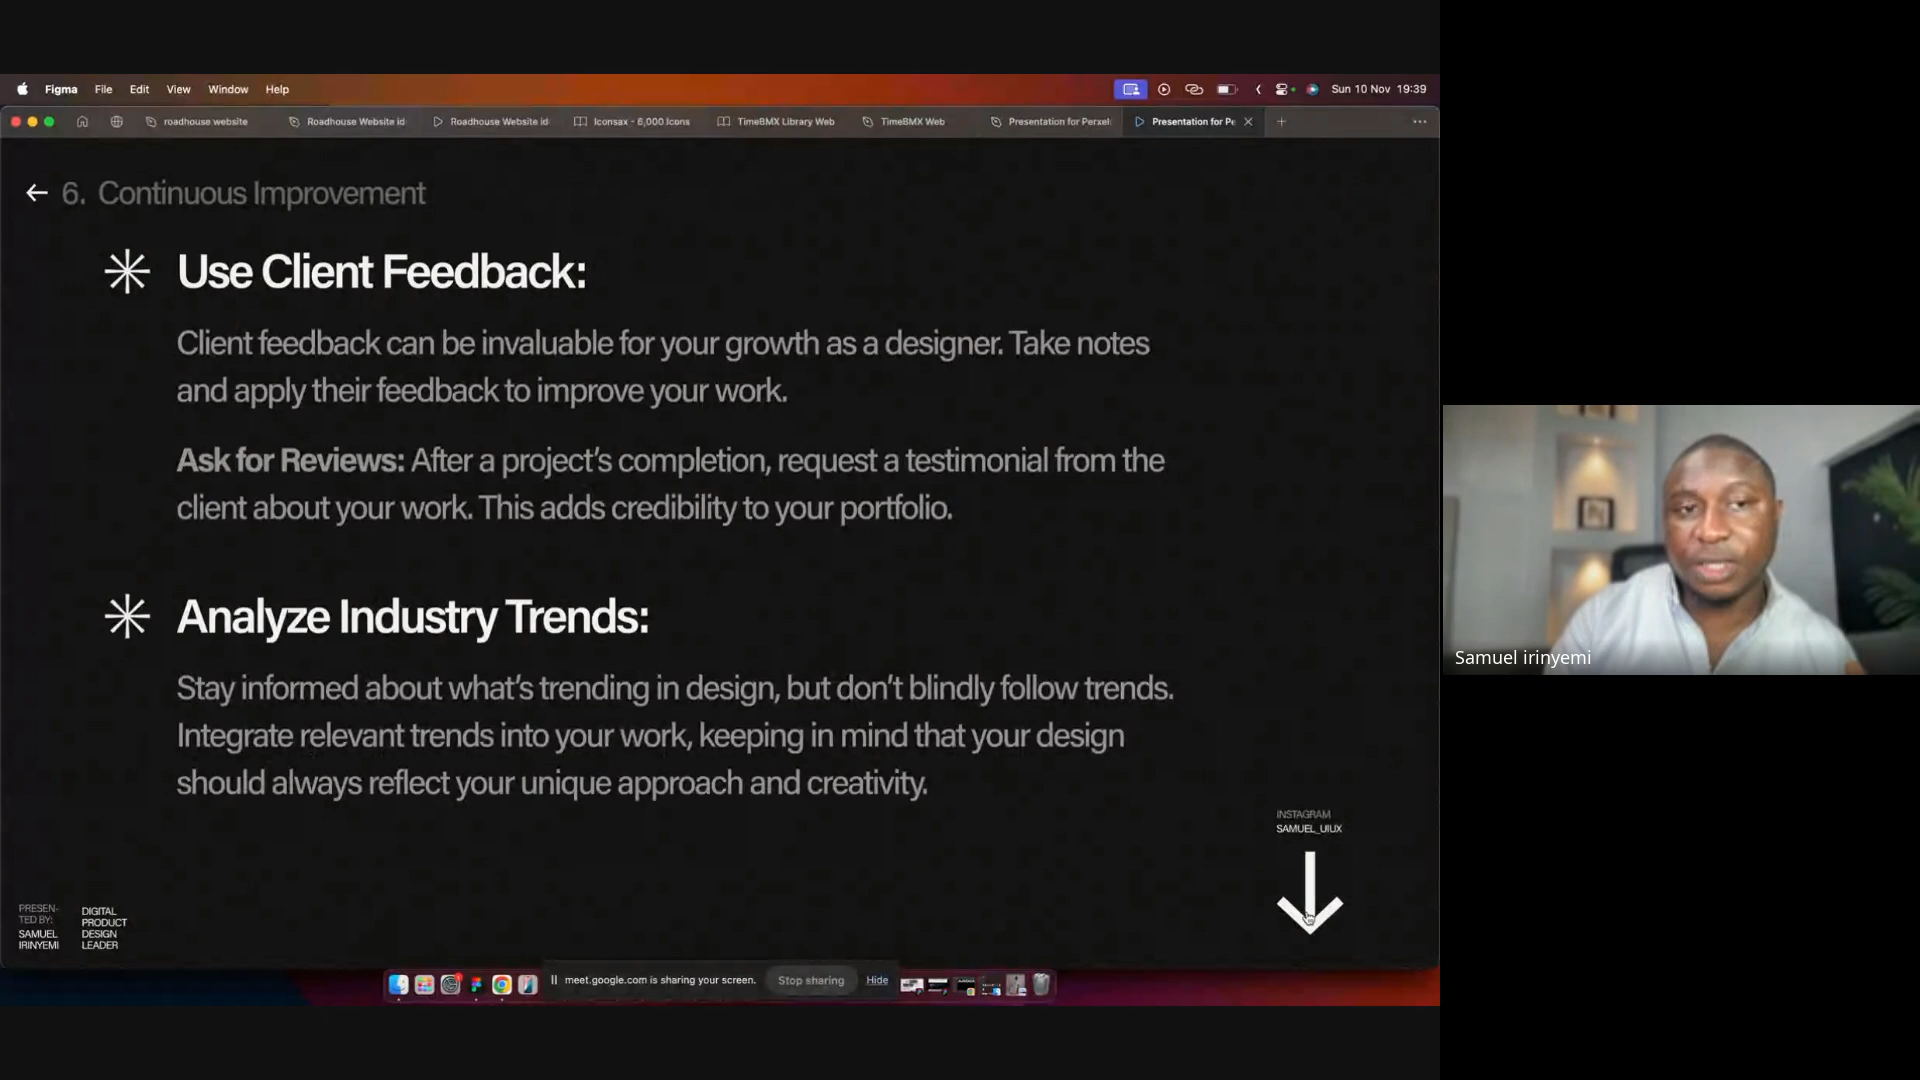 Figma File Edit View Window Help Sun 10 Nov 19:39
roadhouse website Roadhouse Website id Roadhouse Website id Iconsax - 6,000 Icons TimeBMX Library Web TimeBMX Web Presentation for Perxel Presentation for Pe
6. Continuous Improvement
Use Client Feedback:
Client feedback can be invaluable for your growth as a designer. Take notes
and apply their feedback to improve your work.
Ask for Reviews: After a project's completion, request a testimonial from the
client about your work. This adds credibility to your portfolio.
Analyze Industry Trends:
Stay informed about what's trending in design, but don't blindly follow trends.
Integrate relevant trends into your work, keeping in mind that your design
should always reflect your unique approach and creativity.
INSTAGRAM
SAMUEL_UIUX
PRESEN-
TED BY:
SAMUEL
IRINYEMI
DIGITAL
PRODUCT
DESIGN
LEADER
meet.google.com is sharing your screen. Stop sharing Hide
Samuel irinyemi